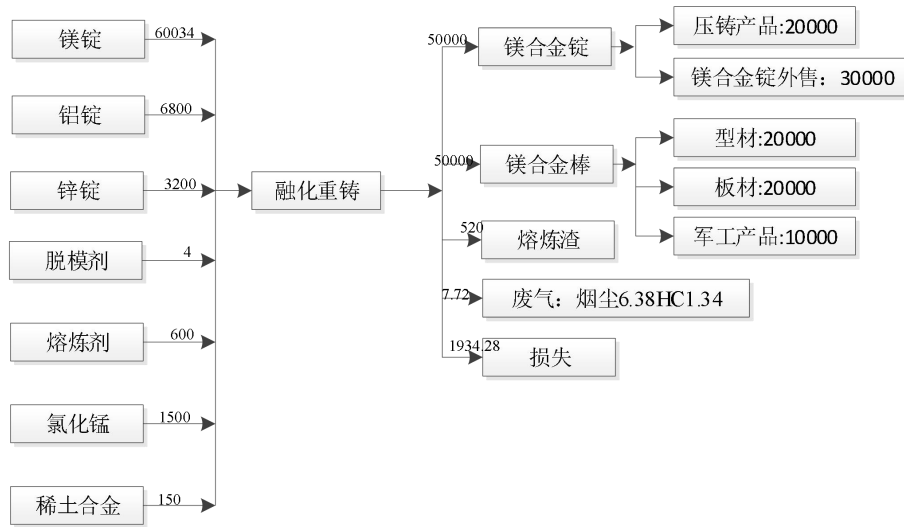 镁锭
60034
铝锭
6800
锌锭
3200
脱模剂
4
熔炼剂
600
氯化锰
1500
稀土合金
150
融化重铸
50000
镁合金锭
压铸产品:20000
镁合金锭外售：30000
50000
镁合金棒
型材:20000
板材:20000
军工产品:10000
520
熔炼渣
7.72
废气：烟尘6.38HC1.34
1934.28
损失